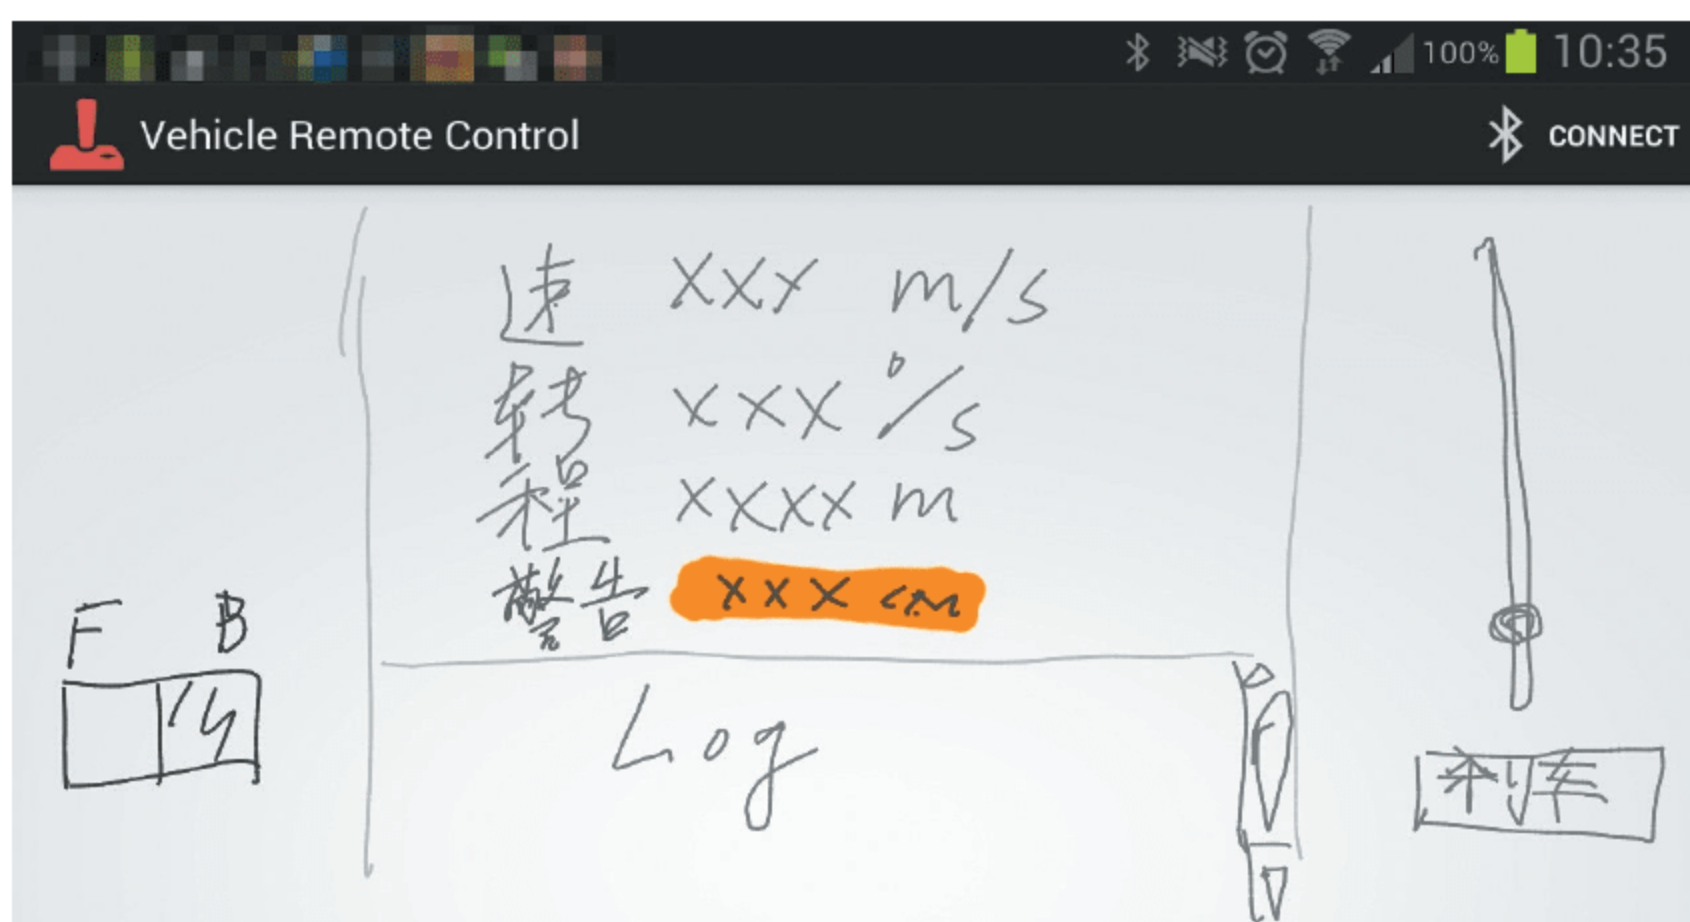 100% 10:35
Vehicle Remote Control CONNECT
速 XXX m/s
转 XXX °/s
程 XXXX m
警告 XXX cm
F B
Log
刹车